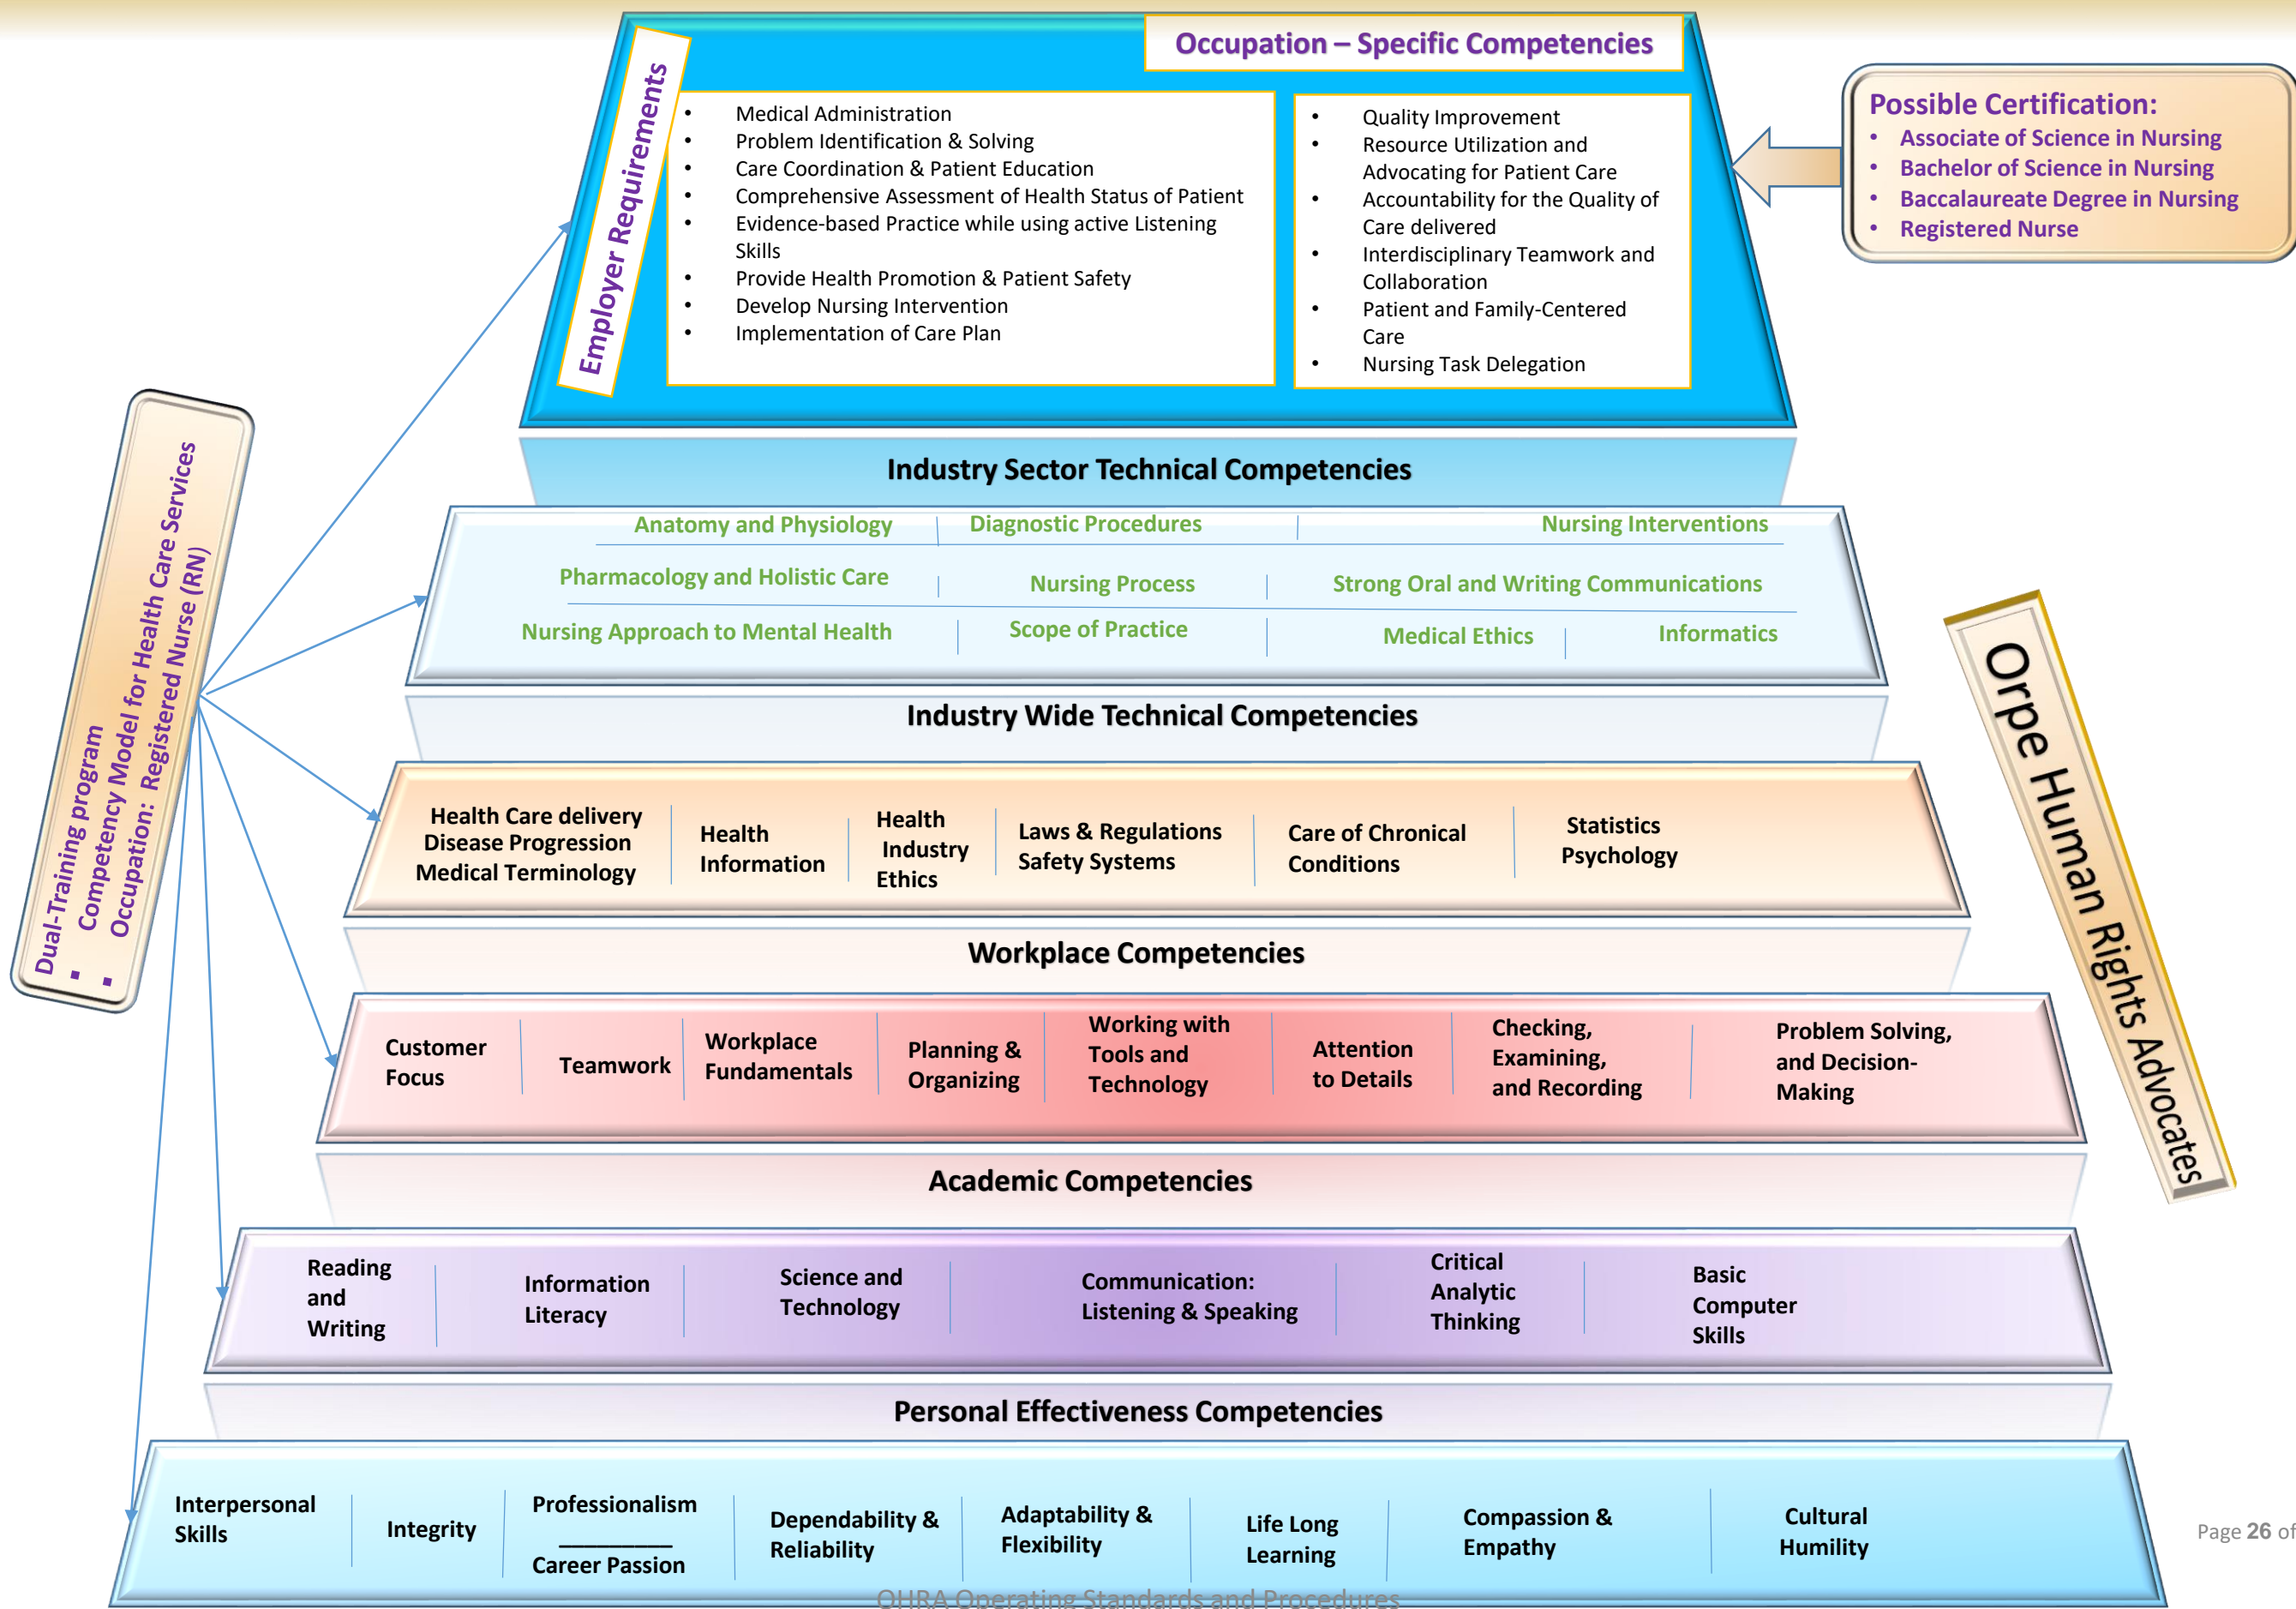 Occupation – Specific Competencies
Employer Requirements
• Medical Administration
• Problem Identification & Solving
• Care Coordination & Patient Education
• Comprehensive Assessment of Health Status of Patient
• Evidence-based Practice while using active Listening
Skills
• Provide Health Promotion & Patient Safety
• Develop Nursing Intervention
• Implementation of Care Plan
• Quality Improvement
• Resource Utilization and
Advocating for Patient Care
• Accountability for the Quality of
Care delivered
• Interdisciplinary Teamwork and
Collaboration
• Patient and Family-Centered
Care
• Nursing Task Delegation
Possible Certification:
• Associate of Science in Nursing
• Bachelor of Science in Nursing
• Baccalaureate Degree in Nursing
• Registered Nurse
Dual-Training program
▪ Competency Model for Health Care Services
▪ Occupation: Registered Nurse (RN)
Industry Sector Technical Competencies
Anatomy and Physiology
Diagnostic Procedures
Nursing Interventions
Pharmacology and Holistic Care
Nursing Process
Strong Oral and Writing Communications
Nursing Approach to Mental Health
Scope of Practice
Medical Ethics
Informatics
Orpe Human Rights Advocates
Industry Wide Technical Competencies
Health Care delivery
Disease Progression
Medical Terminology
Health
Information
Health
Industry
Ethics
Laws & Regulations
Safety Systems
Care of Chronical
Conditions
Statistics
Psychology
Workplace Competencies
Customer
Focus
Teamwork
Workplace
Fundamentals
Planning &
Organizing
Working with
Tools and
Technology
Attention
to Details
Checking,
Examining,
and Recording
Problem Solving,
and Decision-
Making
Academic Competencies
Reading
and
Writing
Information
Literacy
Science and
Technology
Communication:
Listening & Speaking
Critical
Analytic
Thinking
Basic
Computer
Skills
Personal Effectiveness Competencies
Interpersonal
Skills
Integrity
Professionalism
Career Passion
Dependability &
Reliability
Adaptability &
Flexibility
Life Long
Learning
Compassion &
Empathy
Cultural
Humility
Page 26 of
OHRA Operating Standards and Procedures